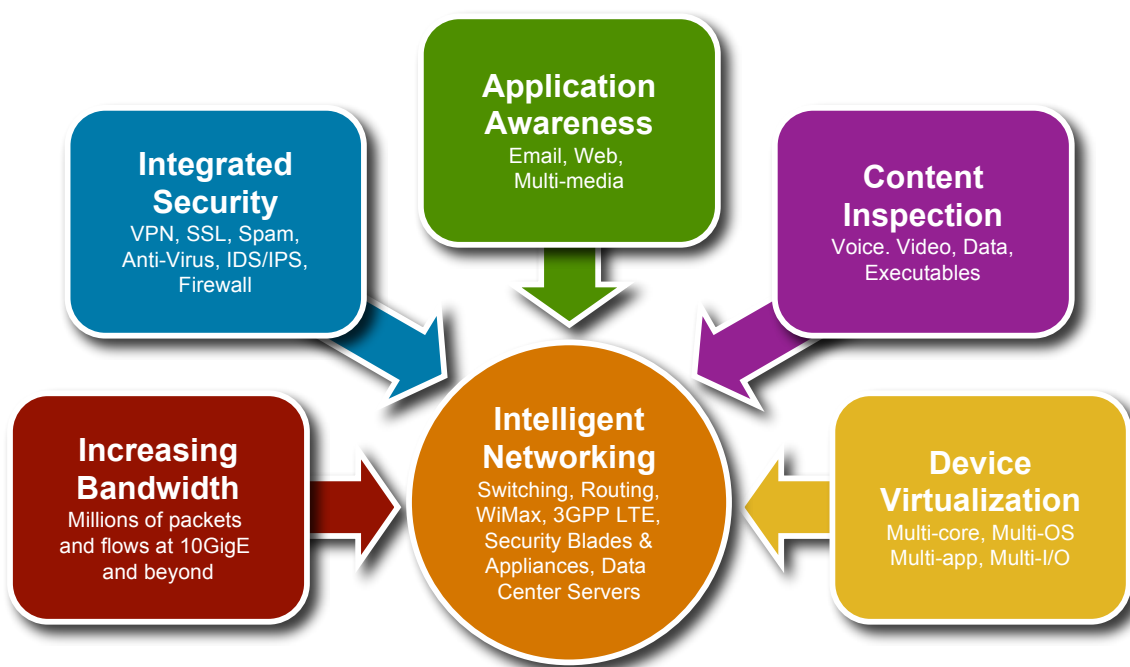 Application
Awareness
Email, Web,
Multi-media
Integrated
Security
VPN, SSL, Spam,
Anti-Virus, IDS/IPS,
Firewall
Content
Inspection
Voice. Video, Data,
Executables
Increasing
Bandwidth
Millions of packets
and flows at 10GigE
and beyond
Intelligent
Networking
Switching, Routing,
WiMax, 3GPP LTE,
Security Blades &
Appliances, Data
Center Servers
Device
Virtualization
Multi-core, Multi-OS
Multi-app, Multi-I/O